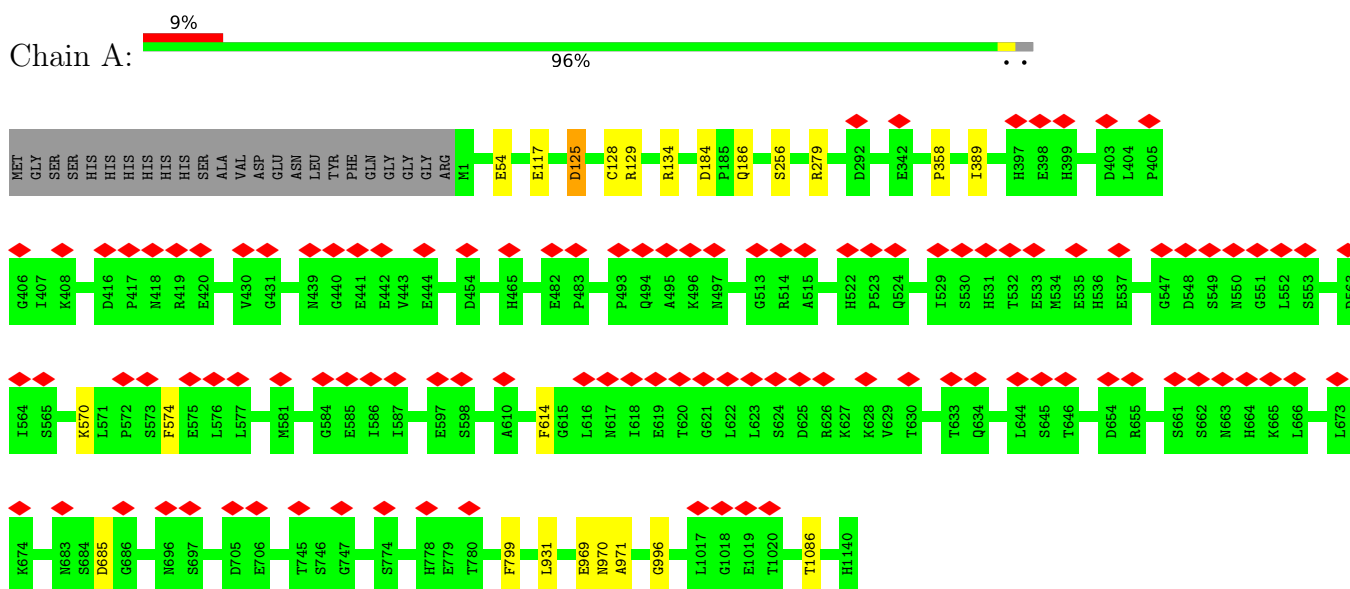 9%
Chain A:
96%
• •
MET GLY SER SER HIS HIS HIS HIS HIS HIS HIS HIS SER ALA VAL ASP GLU ASN LEU TYR PHE GLN GLY GLY GLY ARG M1 E54 E117 D125 C128 R129 R134 D184 P185 Q186 S256 R279 D292 E342 P358 I389 H397 E398 H399 D403 L404 P405
G406 I407 K408 D416 P417 N418 R419 E420 V430 G431 N439 G440 E441 E442 V443 E444 D454 H465 E482 P483 P493 Q494 A495 K496 N497 G513 R514 A515 H522 P523 Q524 I529 S530 H531 T532 E533 M534 E535 H536 E537 G547 D548 S549 N550 G551 L552 S553
I564 S565 K570 L571 P572 S573 F574 E575 L576 L577 M581 G584 E585 I586 I587 E597 S598 A610 F614 G615 L616 N617 I618 E619 T620 G621 L622 L623 S624 D625 R626 K627 K628 V629 T630 T633 Q634 L644 S645 T646 D654 R655 S661 S662 N663 H664 K665 L666 L673
K674 N683 S684 D685 G686 N696 S697 D705 E706 T745 S746 G747 S774 H778 E779 T780 F799 L931 E969 N970 A971 G996 L1017 G1018 E1019 T1020 T1086 H1140